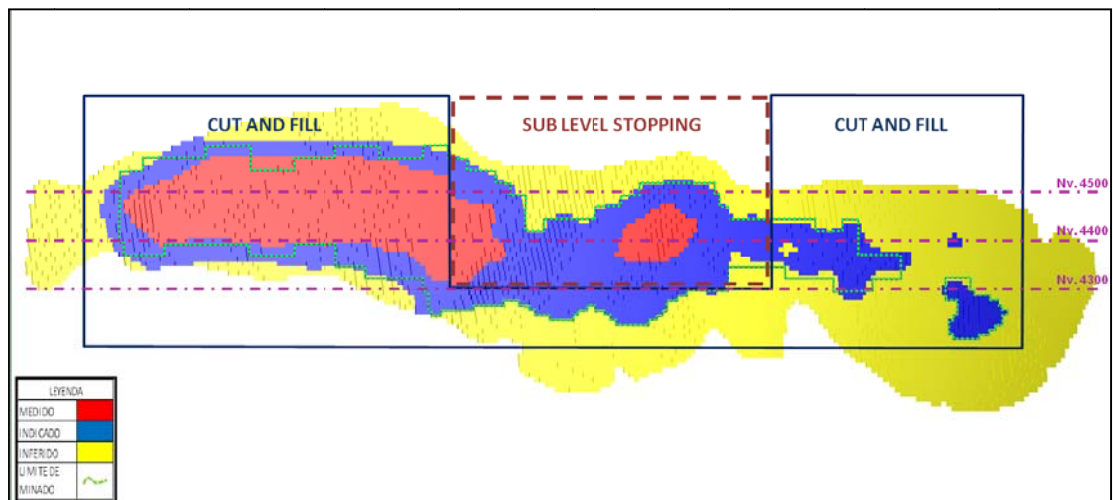 CUT AND FILL
SUB LEVEL STOPPING
CUT AND FILL
Nv. 4500
Nv. 4400
Nv. 4300
LEYENDA
MEDIDO
INDICADO
INFERIDO
LIMITE DE
MINADO